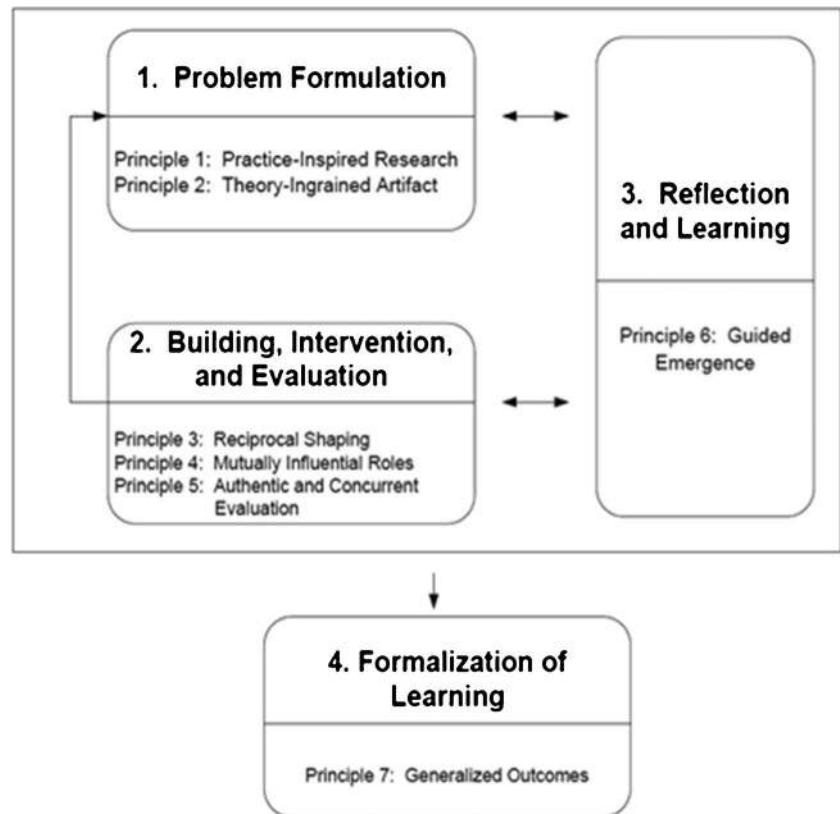 1. Problem Formulation
Principle 1: Practice-Inspired Research
Principle 2: Theory-Ingrained Artifact
2. Building, Intervention,
and Evaluation
Principle 3: Reciprocal Shaping
Principle 4: Mutually Influential Roles
Principle 5: Authentic and Concurrent
Evaluation
3. Reflection
and Learning
Principle 6: Guided
Emergence
4. Formalization of
Learning
Principle 7: Generalized Outcomes